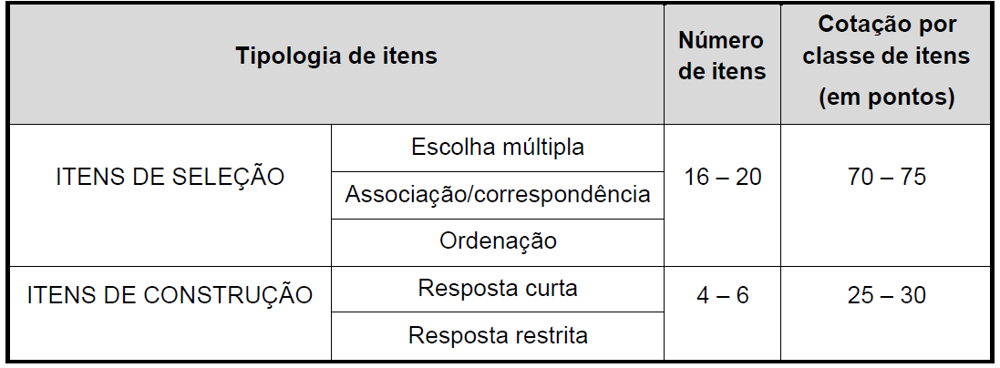 Tipologia de itens
Número
de itens
Cotação por
classe de itens
(em pontos)
ITENS DE SELEÇÃO
Escolha múltipla
Associação/correspondência
Ordenação
16 – 20
70 – 75
ITENS DE CONSTRUÇÃO
Resposta curta
Resposta restrita
4 – 6
25 – 30